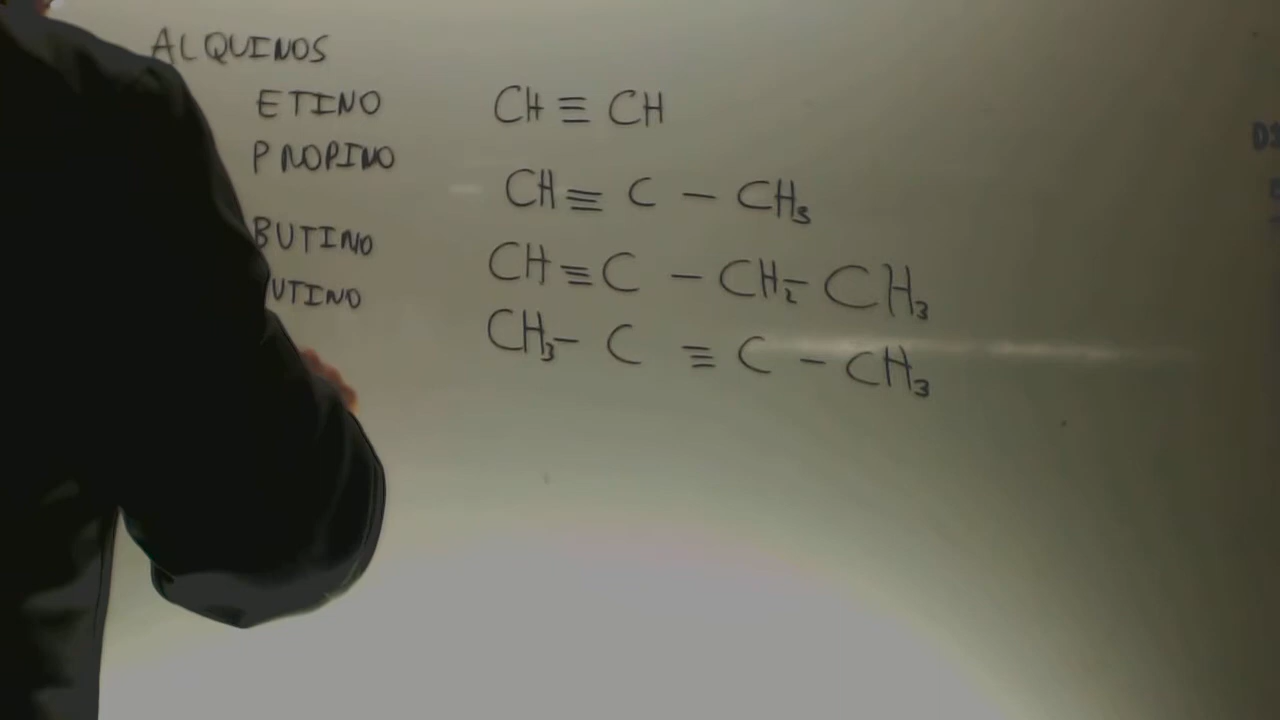 ALQUINOS
ETINO CH ≡ CH
PROPINO CH ≡ C - CH₃
BUTINO CH ≡ C - CH₂- CH₃
UTINO CH₃- C ≡ C - CH₃